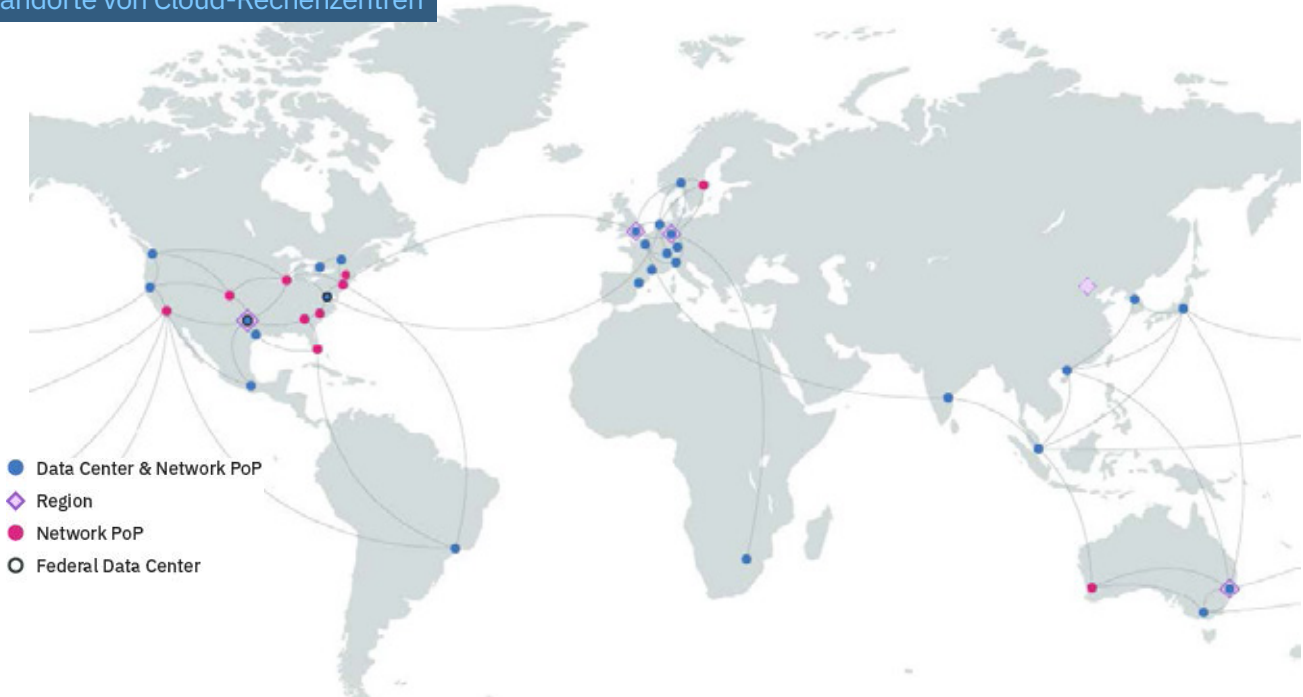 andorte von Cloud-Rechenzentren
Data Center & Network PoP
Region
Network PoP
Federal Data Center